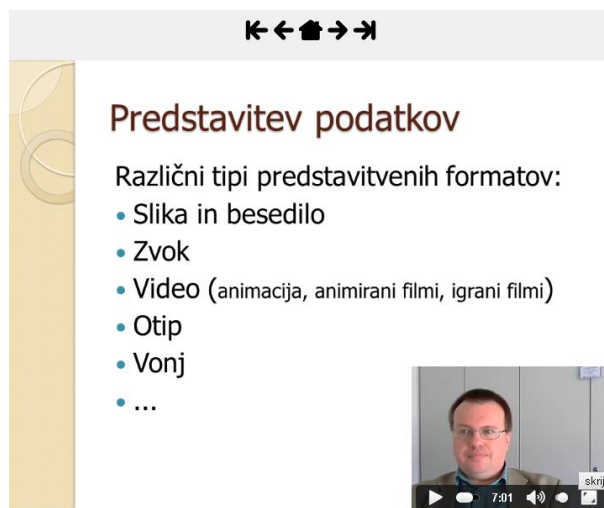 Predstavitev podatkov
Različni tipi predstavitvenih formatov:
Slika in besedilo
Zvok
Video (animacija, animirani filmi, igrani filmi)
Otip
Vonj
...
skrij
7:01